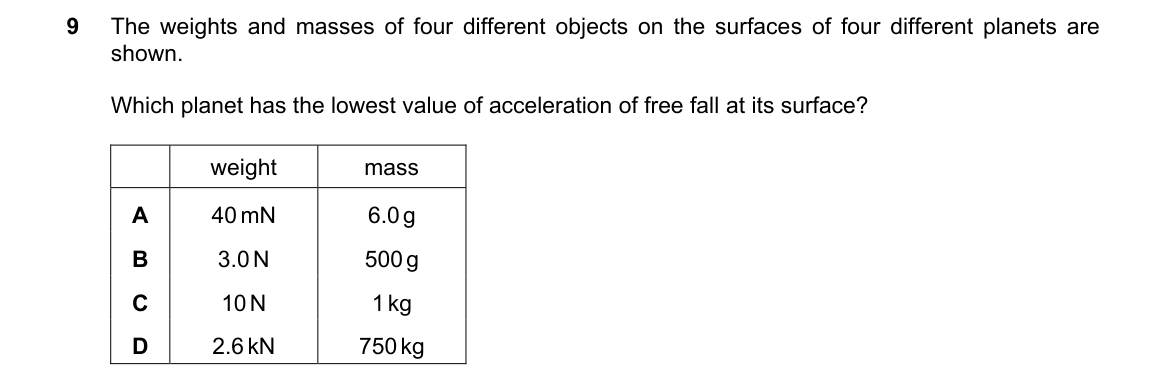 9 The weights and masses of four different objects on the surfaces of four different planets are
shown.
Which planet has the lowest value of acceleration of free fall at its surface?
weight mass
A 40 mN 6.0 g
B 3.0 N 500 g
C 10 N 1 kg
D 2.6 kN 750 kg